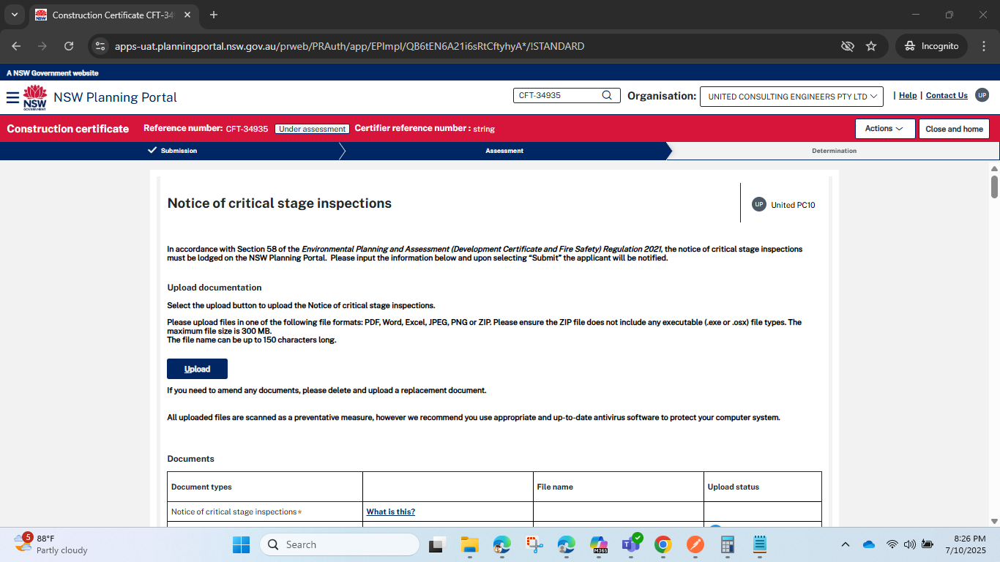 Construction Certificate CFT-34
apps-uat.planningportal.nsw.gov.au/prweb/PRAuth/app/EPImpl/QB6tEN6A21i6sRtCftyhyA*/!STANDARD
Incognito
A NSW Government website
NSW GOVERNMENT
NSW Planning Portal
CFT-34935
Organisation:
UNITED CONSULTING ENGINEERS PTY LTD
| Help | Contact Us
UP
Construction certificate
Reference number: CFT-34935
Under assessment
Certifier reference number : string
Actions
Close and home
Submission
Assessment
Determination
Notice of critical stage inspections
UP
United PC10
In accordance with Section 58 of the Environmental Planning and Assessment (Development Certificate and Fire Safety) Regulation 2021, the notice of critical stage inspections
must be lodged on the NSW Planning Portal. Please input the information below and upon selecting “Submit” the applicant will be notified.
Upload documentation
Select the upload button to upload the Notice of critical stage inspections.
Please upload files in one of the following file formats: PDF, Word, Excel, JPEG, PNG or ZIP. Please ensure the ZIP file does not include any executable (.exe or .osx) file types. The
maximum file size is 300 MB.
The file name can be up to 150 characters long.
Upload
If you need to amend any documents, please delete and upload a replacement document.
All uploaded files are scanned as a preventative measure, however we recommend you use appropriate and up-to-date antivirus software to protect your computer system.
Documents
Document types
File name
Upload status
Notice of critical stage inspections*
What is this?
5
88°F
Partly cloudy
Search
M365
8:26 PM
7/10/2025